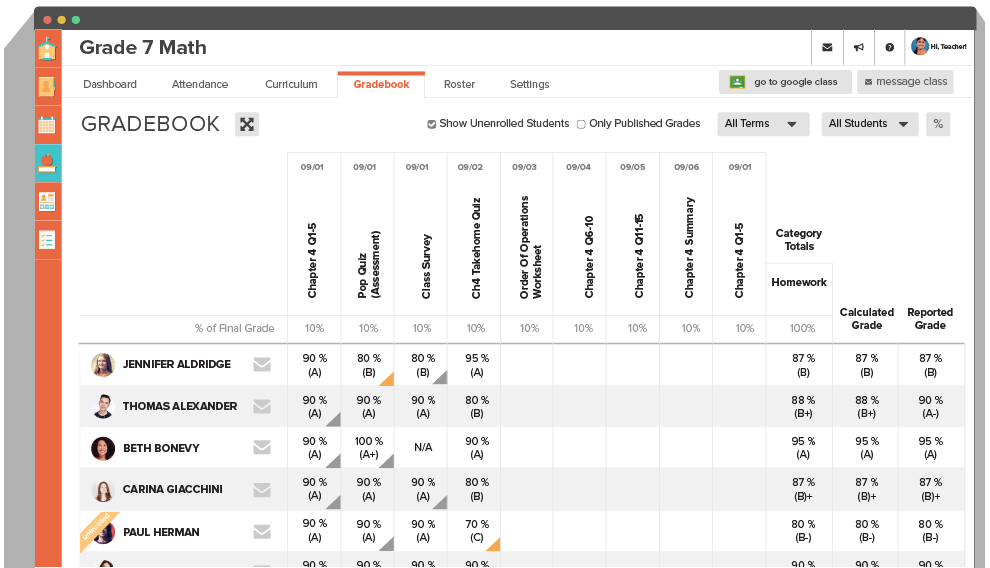 Grade 7 Math
Hi, Teacher!
Dashboard Attendance Curriculum Gradebook Roster Settings
go to google class message class
GRADEBOOK
Show Unenrolled Students Only Published Grades All Terms All Students %
09/01 09/01 09/01 09/02 09/03 09/04 09/05 09/06 09/01
Chapter 4 Q1-5
Pop Quiz
(Assessment)
Class Survey
Ch4 Takehome Quiz
Order Of Operations
Worksheet
Chapter 4 Q6-10
Chapter 4 Q11-15
Chapter 4 Summary
Chapter 4 Q1-5
Category
Totals
Homework
Calculated
Grade
Reported
Grade
% of Final Grade 10% 10% 10% 10% 10% 10% 10% 10% 10% 100%
JENNIFER ALDRIDGE
90 % 80 % 80 % 95 % 87 % 87 % 87 %
(A) (B) (B) (A) (B) (B) (B)
THOMAS ALEXANDER
90 % 90 % 90 % 80 % 88 % 88 % 90 %
(A) (A) (A) (B) (B+) (B+) (A-)
BETH BONEVY
90 % 100 % N/A 90 % 95 % 95 % 95 %
(A) (A+) (A) (A) (A) (A)
CARINA GIACCHINI
90 % 90 % 90 % 80 % 87 % 87 % 87 %
(A) (A) (A) (B) (B)+ (B)+ (B)+
PAUL HERMAN
90 % 90 % 90 % 70 % 80 % 80 % 80 %
(A) (A) (A) (C) (B-) (B-) (B-)
90 % 90 % 90 % 90 % 90 % 90 % 90 %